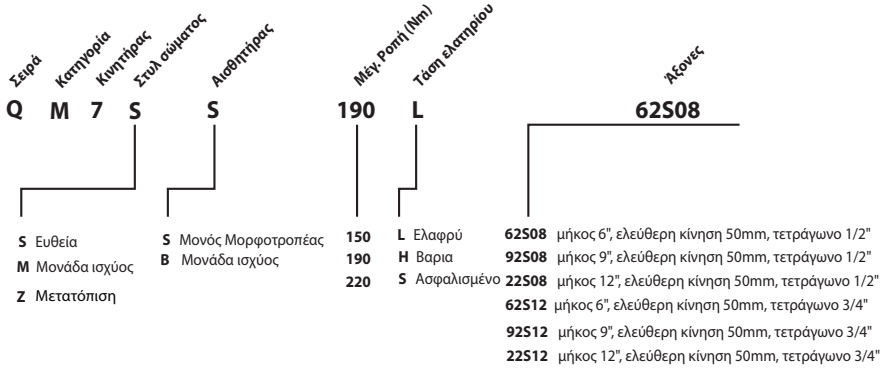 Σειρά Κατηγορία Κινητήρας Στυλ σώματος Αισθητήρας Μέγ. Ροπή (Nm) Τάση ελατηρίου Άξονες
Q M 7 S S 190 L 62S08
S Ευθεία
M Μονάδα ισχύος
Z Μετατόπιση
S Μονός Μορφοτροπέας
B Μονάδα ισχύος
150
190
220
L Ελαφρύ
H Βαρια
S Ασφαλισμένο
62S08 μήκος 6", ελεύθερη κίνηση 50mm, τετράγωνο 1/2"
92S08 μήκος 9", ελεύθερη κίνηση 50mm, τετράγωνο 1/2"
22S08 μήκος 12", ελεύθερη κίνηση 50mm, τετράγωνο 1/2"
62S12 μήκος 6", ελεύθερη κίνηση 50mm, τετράγωνο 3/4"
92S12 μήκος 9", ελεύθερη κίνηση 50mm, τετράγωνο 3/4"
22S12 μήκος 12", ελεύθερη κίνηση 50mm, τετράγωνο 3/4"